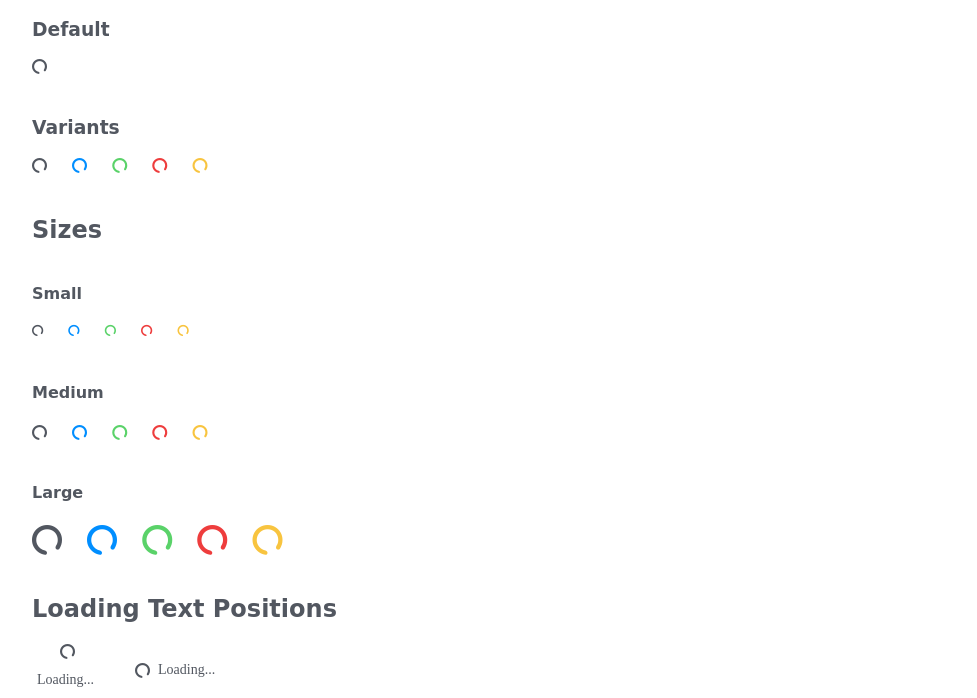 Default
Variants
Sizes
Small
Medium
Large
Loading Text Positions
Loading...
Loading...